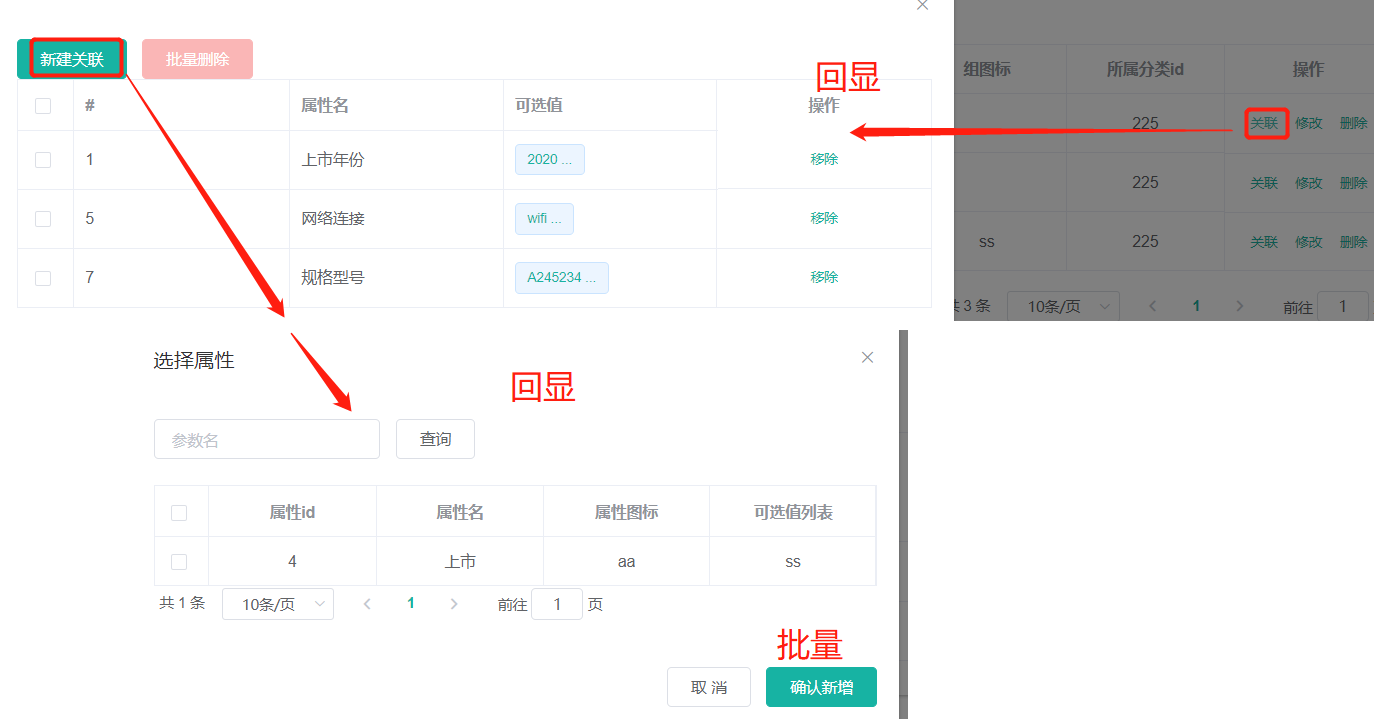 新建关联 批量删除
回显
# 属性名 可选值 操作
1 上市年份 2020 ... 移除
5 网络连接 wifi ... 移除
7 规格型号 A245234 ... 移除
组图标 所属分类id 操作
225 关联 修改 删除
225 关联 修改 删除
ss 225 关联 修改 删除
共 3 条 10条/页 1 前往 1
选择属性
回显
参数名 查询
属性id 属性名 属性图标 可选值列表
4 上市 aa ss
共 1 条 10条/页 1 前往 1 页
批量
取 消 确认新增